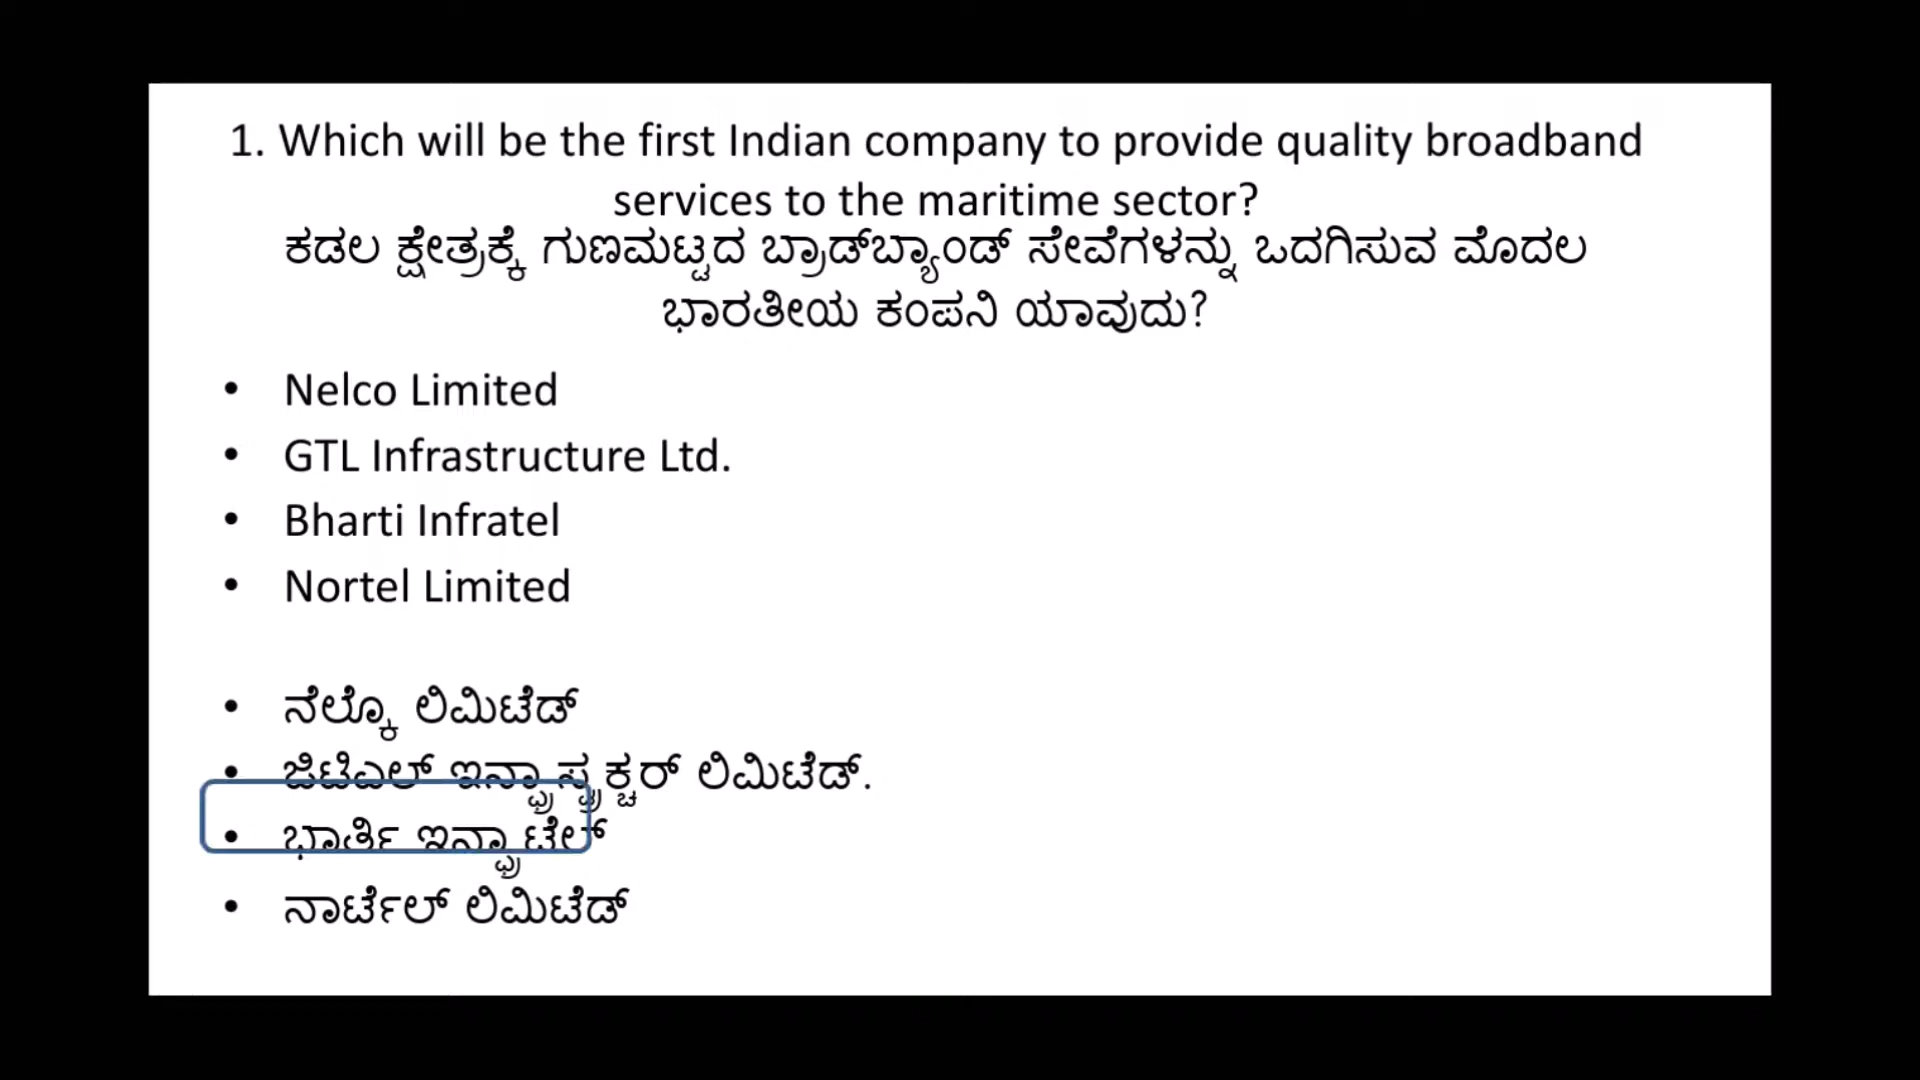 1. Which will be the first Indian company to provide quality broadband
services to the maritime sector?
ಕಡಲ ಕ್ಷೇತ್ರಕ್ಕೆ ಗುಣಮಟ್ಟದ ಬ್ರಾಡ್‌ಬ್ಯಾಂಡ್ ಸೇವೆಗಳನ್ನು ಒದಗಿಸುವ ಮೊದಲ
ಭಾರತೀಯ ಕಂಪನಿ ಯಾವುದು?
• Nelco Limited
• GTL Infrastructure Ltd.
• Bharti Infratel
• Nortel Limited
• ನೆಲ್ಕೊ ಲಿಮಿಟೆಡ್
• ಜಿಟಿಎಲ್ ಇನ್ಫ್ರಾಸ್ಟ್ರಕ್ಚರ್ ಲಿಮಿಟೆಡ್.
• ಭಾರ್ತಿ ಇನ್ಫ್ರಾಟೆಲ್
• ನಾರ್ಟೆಲ್ ಲಿಮಿಟೆಡ್